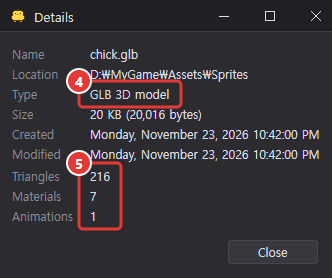 Details
Name chick.glb
Location D:₩MyGame₩Assets₩Sprites
4
Type GLB 3D model
Size 20 KB (20,016 bytes)
Created Monday, November 23, 2026 10:42:00 PM
Modified Monday, November 23, 2026 10:42:00 PM
5
Triangles 216
Materials 7
Animations 1
Close